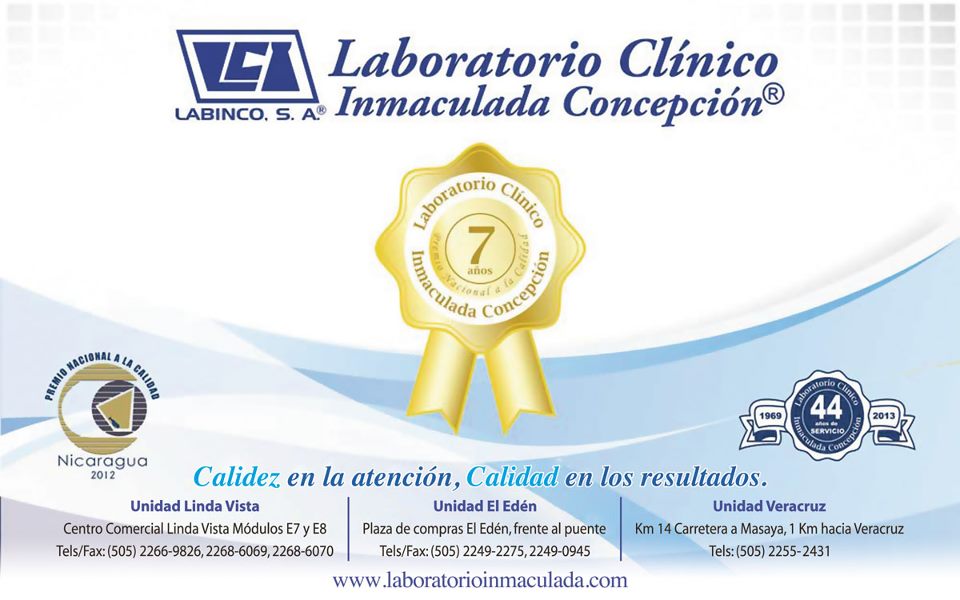 LABINCO, S. A.®
Laboratorio Clínico
Inmaculada Concepción®
Laboratorio Clínico
7
años
Premio Nacional a la Calidad
Inmaculada Concepción
PREMIO NACIONAL A LA CALIDAD
Nicaragua
2012
1969
Laboratorio Clínico
44
años de
SERVICIO
Inmaculada Concepción
2013
Calidez en la atención, Calidad en los resultados.
Unidad Linda Vista
Centro Comercial Linda Vista Módulos E7 y E8
Tels/Fax: (505) 2266-9826, 2268-6069, 2268-6070
Unidad El Edén
Plaza de compras El Edén, frente al puente
Tels/Fax: (505) 2249-2275, 2249-0945
Unidad Veracruz
Km 14 Carretera a Masaya, 1 Km hacia Veracruz
Tels: (505) 2255-2431
www.laboratorioinmaculada.com